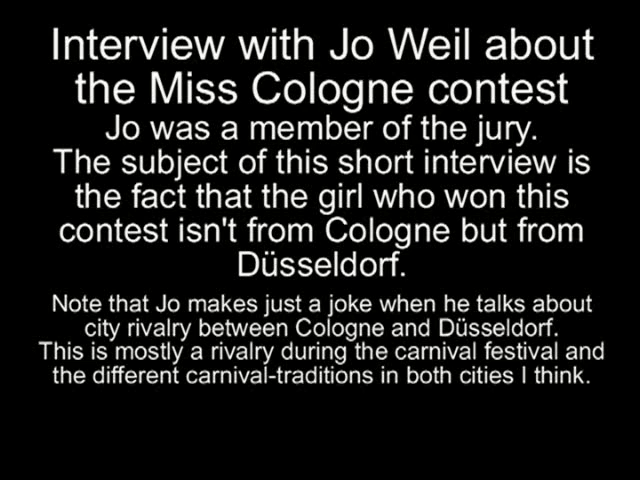 Interview with Jo Weil about
the Miss Cologne contest
Jo was a member of the jury.
The subject of this short interview is
the fact that the girl who won this
contest isn't from Cologne but from
Düsseldorf.
Note that Jo makes just a joke when he talks about
city rivalry between Cologne and Düsseldorf.
This is mostly a rivalry during the carnival festival and
the different carnival-traditions in both cities I think.